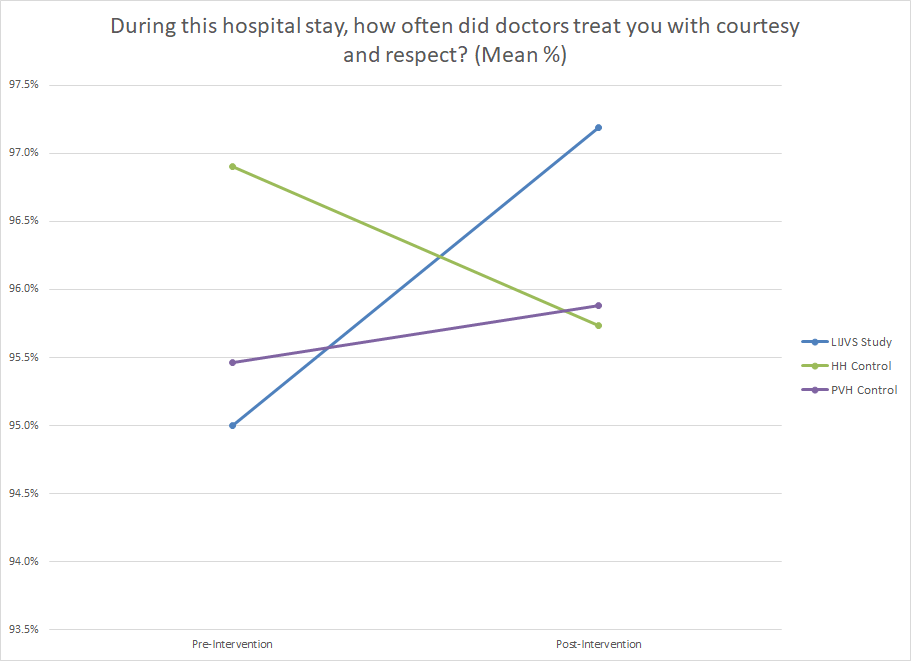 During this hospital stay, how often did doctors treat you with courtesy
and respect? (Mean %)
97.5%
97.0%
96.5%
96.0%
95.5%
95.0%
94.5%
94.0%
93.5%
Pre-Intervention
Post-Intervention
LIJVS Study
HH Control
PVH Control